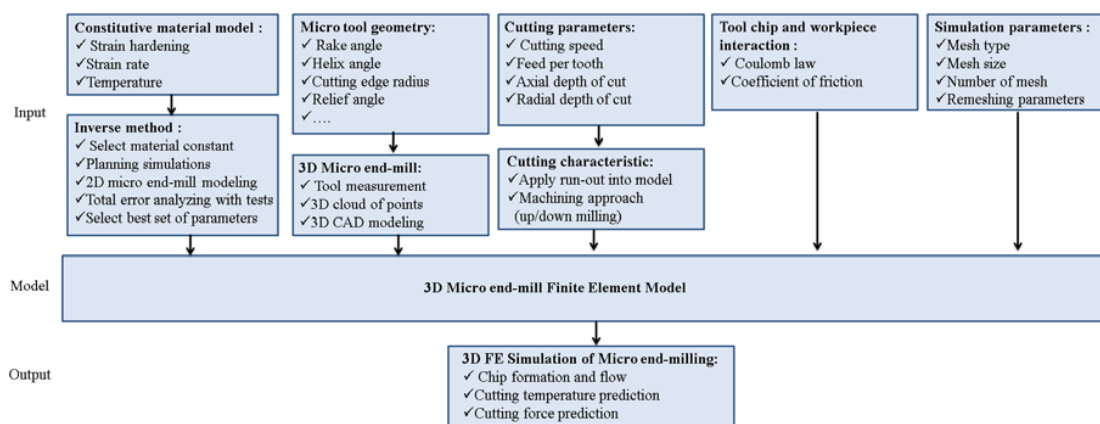 Constitutive material model :
✓ Strain hardening
✓Strain rate
✓Temperature
Micro tool geometry:
✓ Rake angle
✓Helix angle
✓Cutting edge radius
✓Relief angle
✓….
Cutting parameters:
✓ Cutting speed
✓Feed per tooth
✓Axial depth of cut
✓Radial depth of cut
Tool chip and workpiece
interaction :
✓ Coulomb law
✓Coefficient of friction
Simulation parameters :
✓ Mesh type
✓Mesh size
✓Number of mesh
✓Remeshing parameters
Input
Inverse method :
✓ Select material constant
✓Planning simulations
✓2D micro end-mill modeling
✓Total error analyzing with tests
✓Select best set of parameters
3D Micro end-mill:
✓ Tool measurement
✓3D cloud of points
✓3D CAD modeling
Cutting characteristic:
✓Apply run-out into model
✓Machining approach
(up/down milling)
Model
3D Micro end-mill Finite Element Model
Output
3D FE Simulation of Micro end-milling:
✓ Chip formation and flow
✓Cutting temperature prediction
✓Cutting force prediction